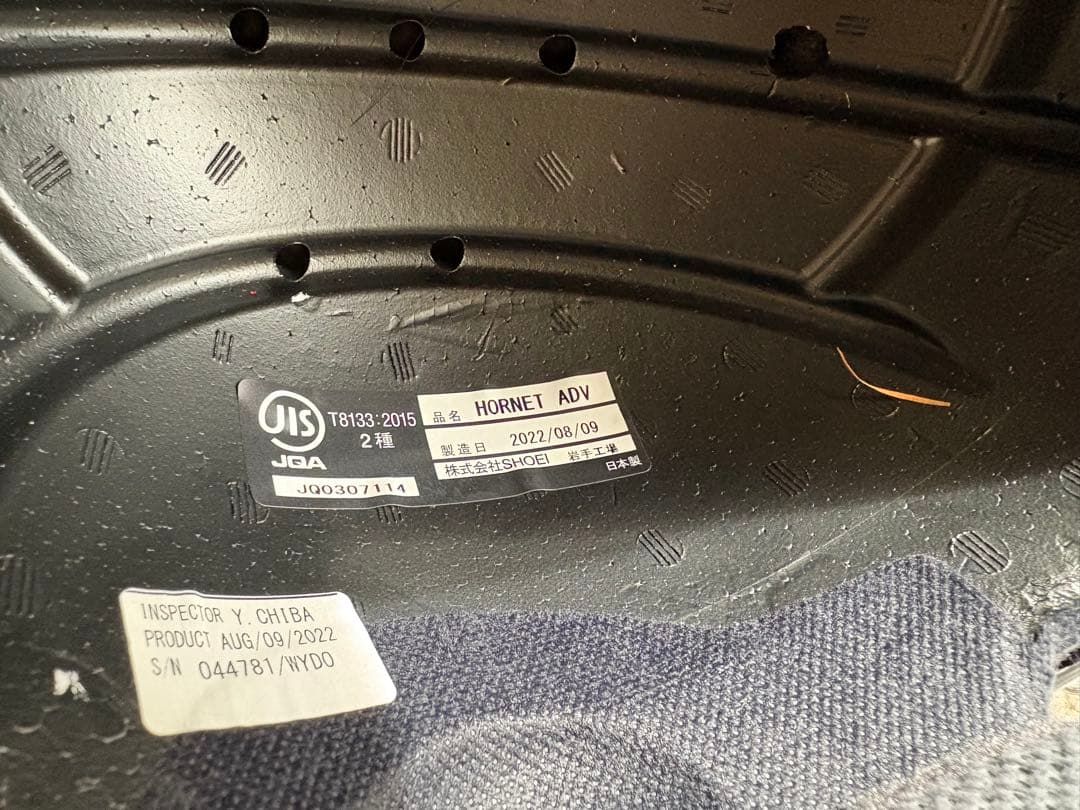 JIS
T8133:2015
2種
JQA
JQ0307114
品名 HORNET ADV
製造日 2022/08/09
株式会社SHOEI 岩手工場
日本製
INSPECTOR Y. CHIBA
PRODUCT AUG/09/2022
S/N 044781/WYDO